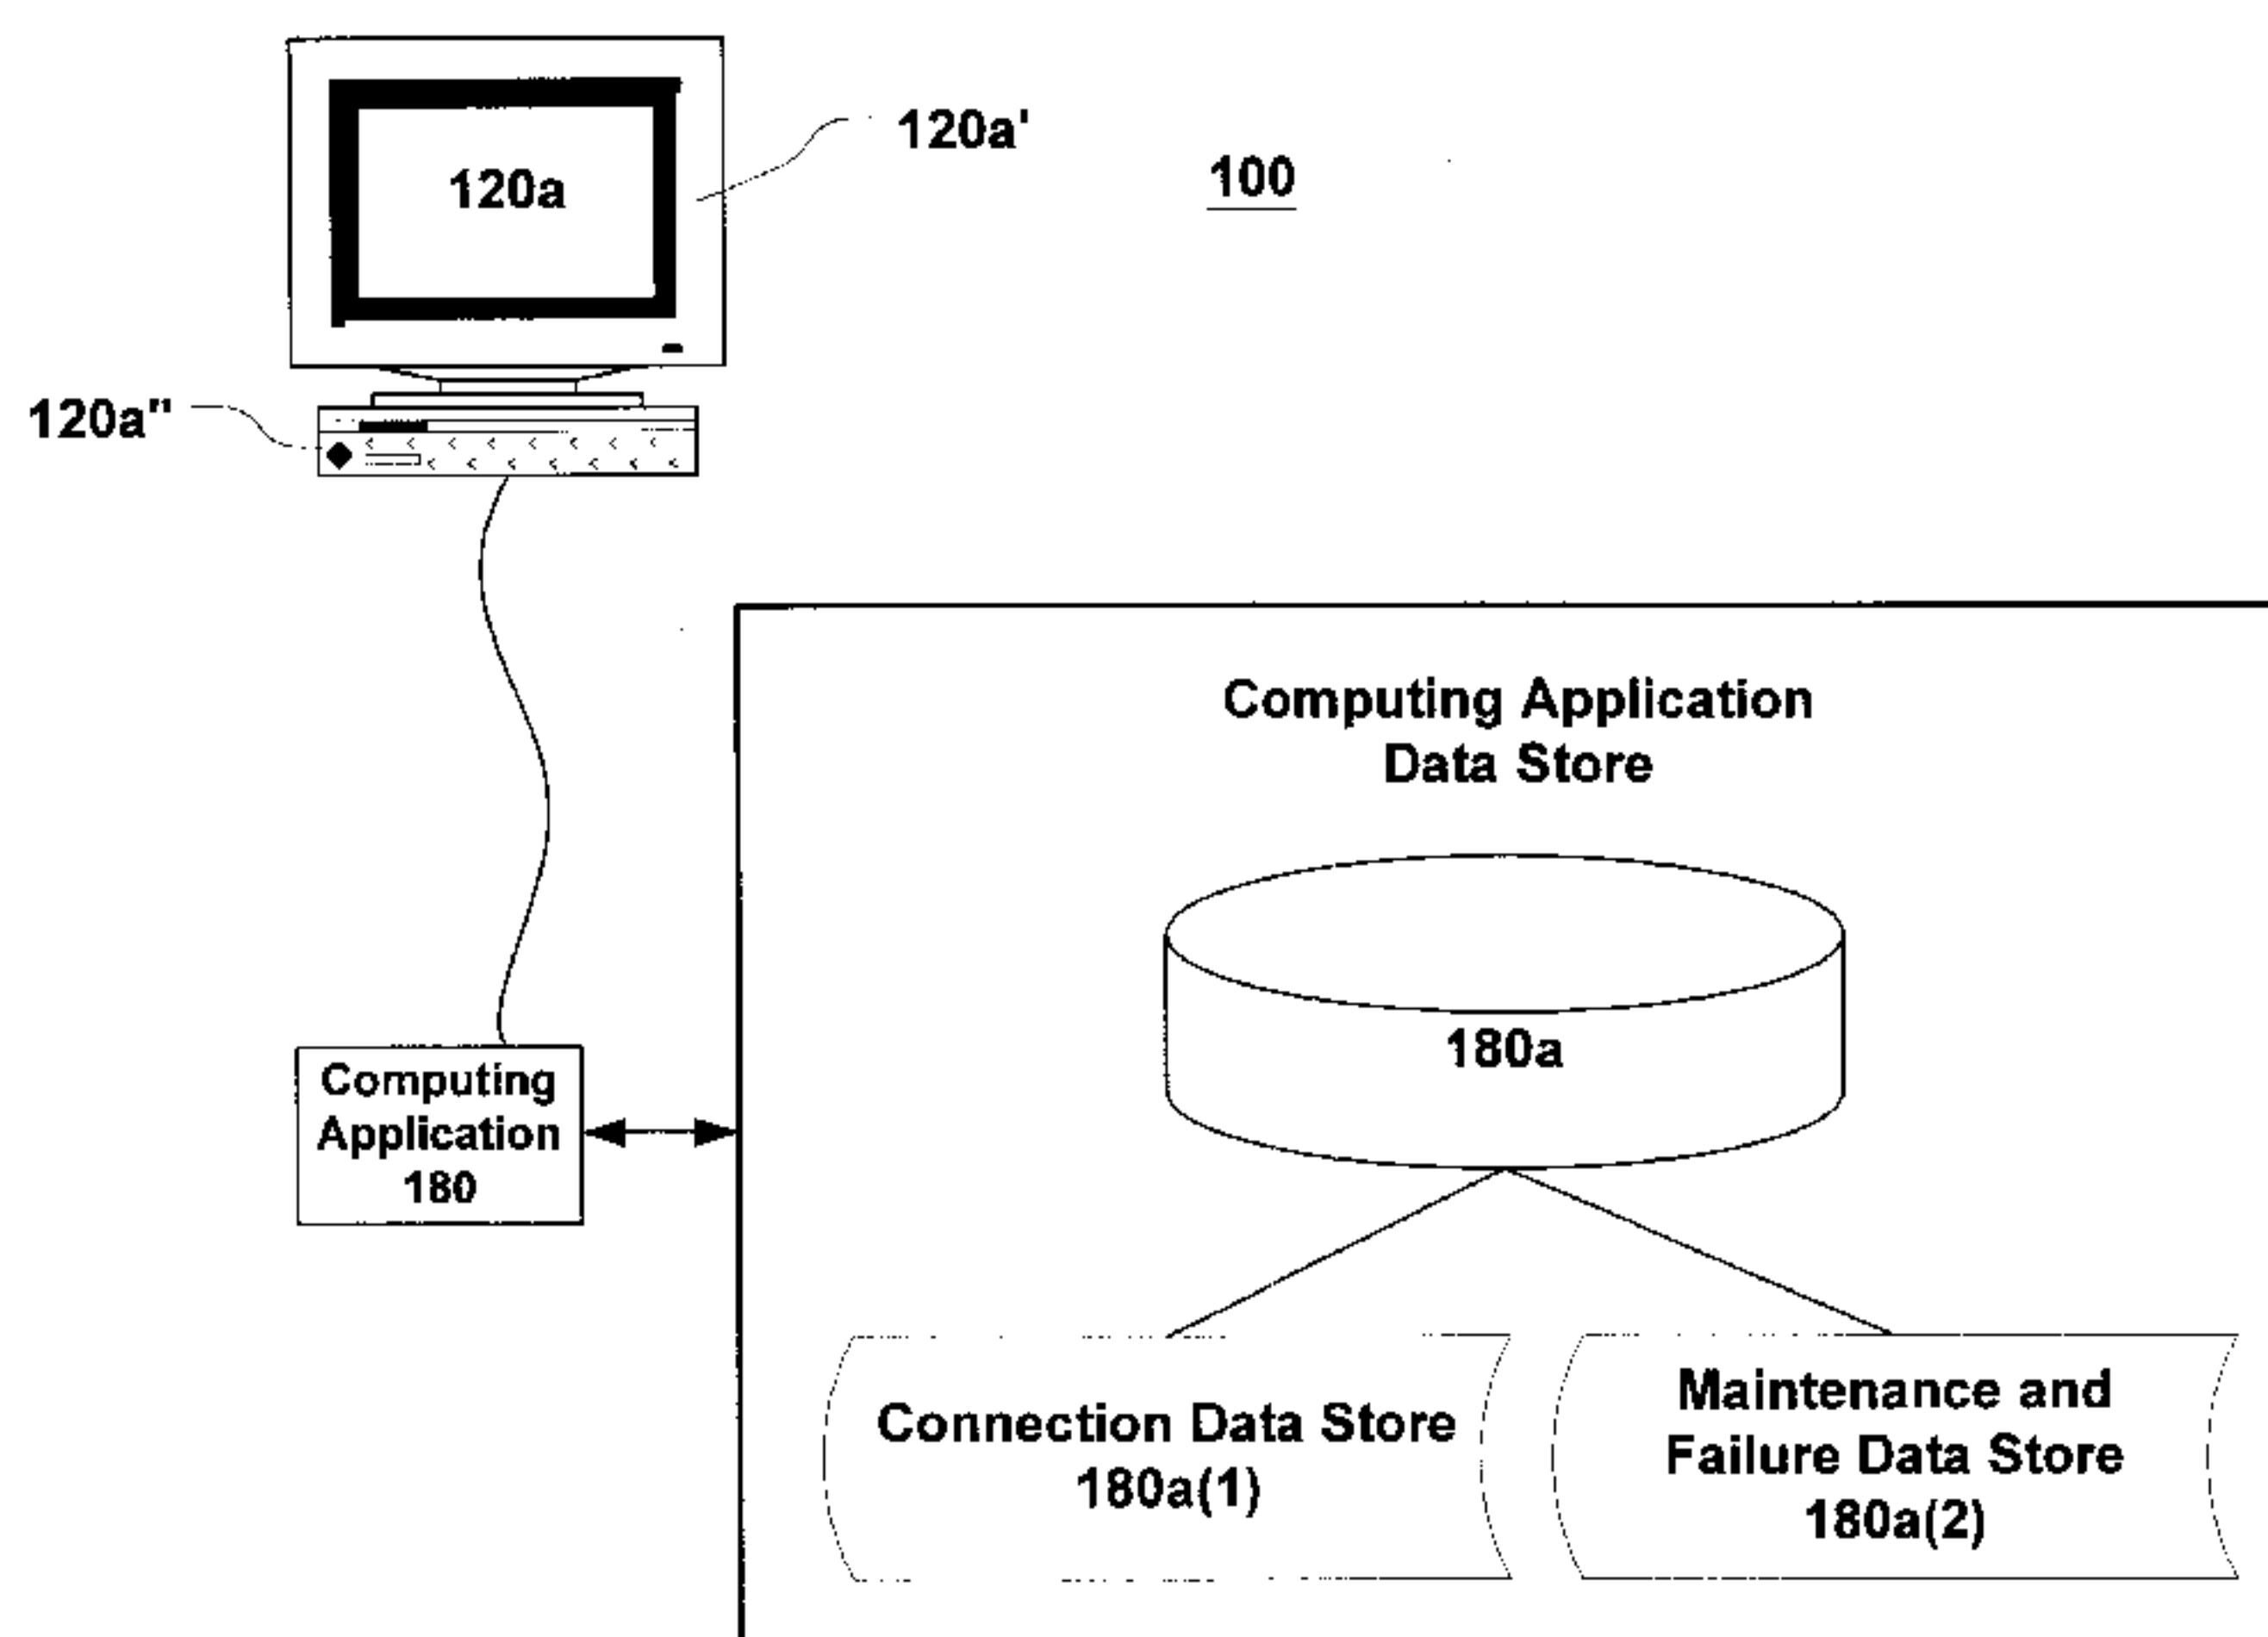 120a'
120a
100
120a"
Computing Application
Data Store
180a
Computing
Application
180
Connection Data Store
180a(1)
Maintenance and
Failure Data Store
180a(2)